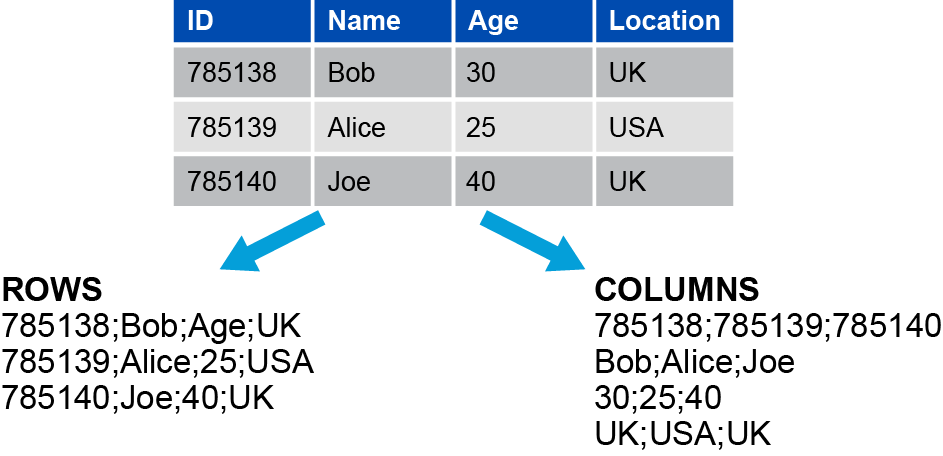 ID Name Age Location
785138 Bob 30 UK
785139 Alice 25 USA
785140 Joe 40 UK
ROWS
785138;Bob;Age;UK
785139;Alice;25;USA
785140;Joe;40;UK
COLUMNS
785138;785139;785140
Bob;Alice;Joe
30;25;40
UK;USA;UK